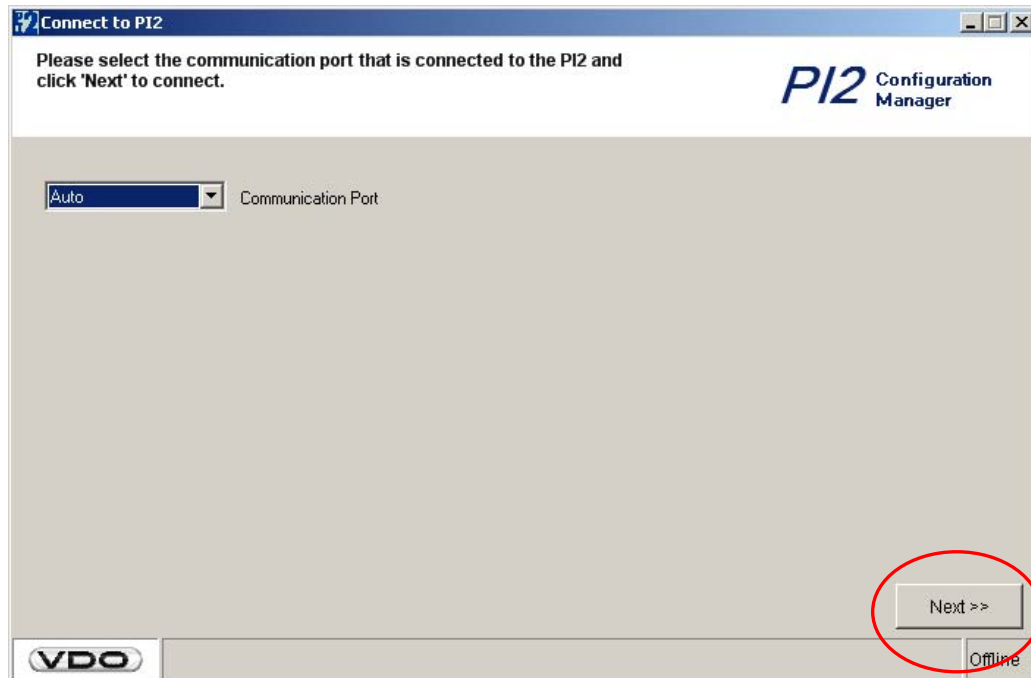 Connect to PI2
Please select the communication port that is connected to the PI2 and
click 'Next' to connect.
PI2 Configuration
Manager
Auto
Communication Port
Next >>
VDO
Offline